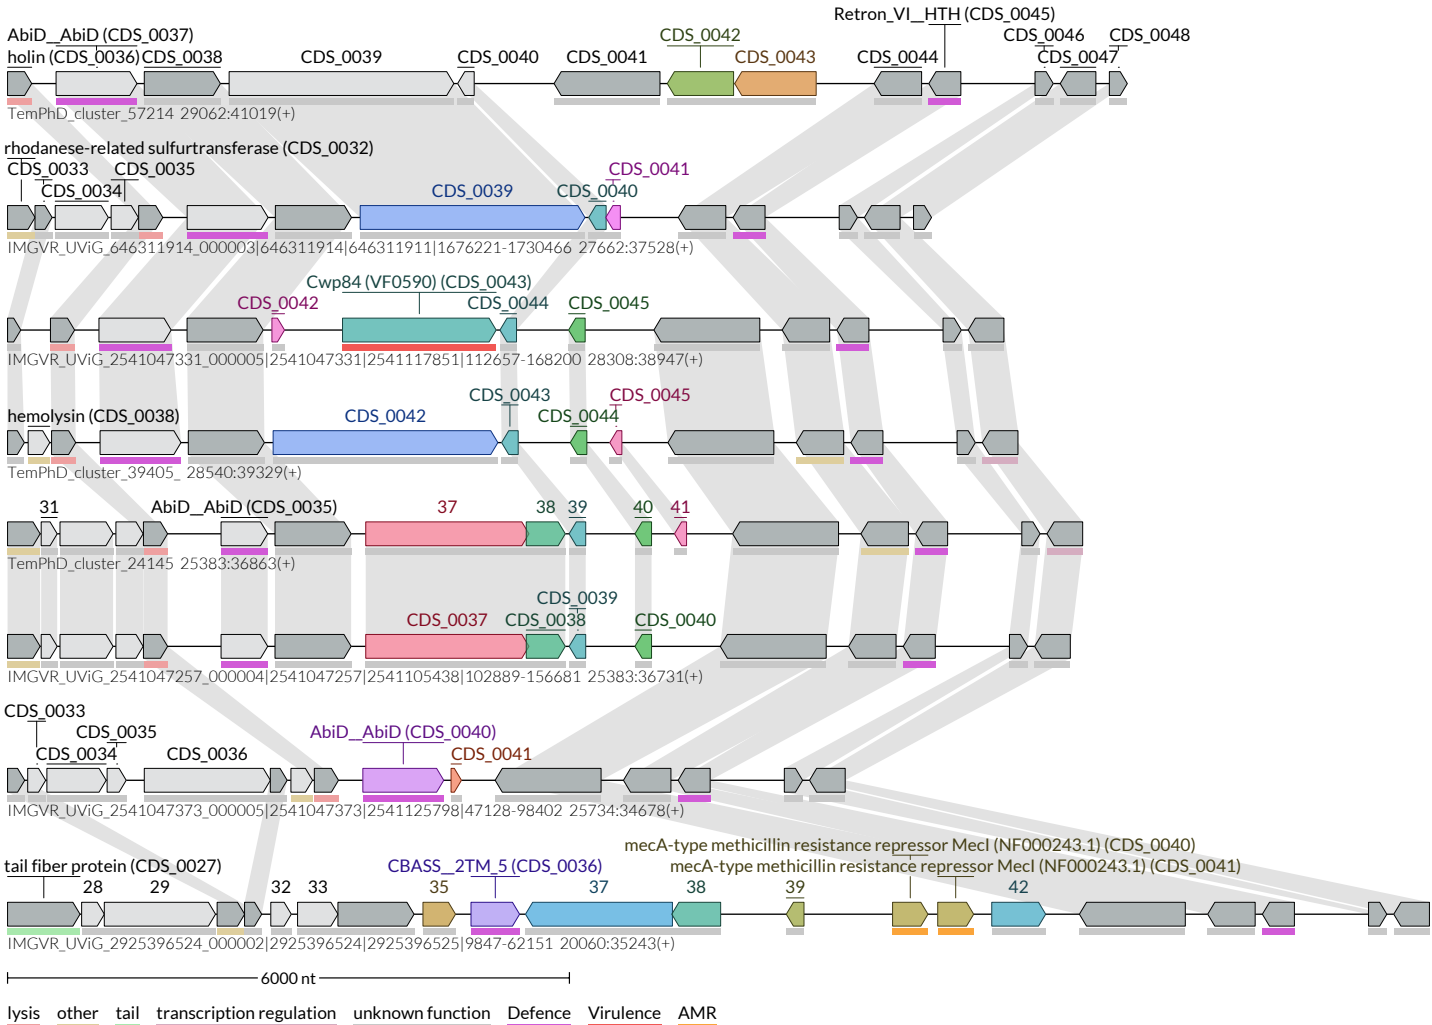 Retron_VI__HTH (CDS_0045)
AbiD__AbiD (CDS_0037) CDS_0042 CDS_0046 CDS_0048
holin (CDS_0036) CDS_0038 CDS_0039 CDS_0040 CDS_0041 CDS_0043 CDS_0044 CDS_0047
TemPhD_cluster_57214 29062:41019(+)
rhodanese-related sulfurtransferase (CDS_0032)
CDS_0033 CDS_0035 CDS_0041
CDS_0034 CDS_0039 CDS_0040
IMGVR_UViG_646311914_000003|646311914|646311911|1676221-1730466 27662:37528(+)
Cwp84 (VF0590) (CDS_0043)
CDS_0042 CDS_0044 CDS_0045
IMGVR_UViG_2541047331_000005|2541047331|2541117851|112657-168200 28308:38947(+)
CDS_0043 CDS_0045
hemolysin (CDS_0038) CDS_0042 CDS_0044
TemPhD_cluster_39405_ 28540:39329(+)
31 AbiD__AbiD (CDS_0035) 37 38 39 40 41
TemPhD_cluster_24145 25383:36863(+)
CDS_0039
CDS_0037 CDS_0038 CDS_0040
IMGVR_UViG_2541047257_000004|2541047257|2541105438|102889-156681 25383:36731(+)
CDS_0033
CDS_0035 AbiD__AbiD (CDS_0040)
CDS_0034 CDS_0036 CDS_0041
IMGVR_UViG_2541047373_000005|2541047373|2541125798|47128-98402 25734:34678(+)
mecA-type methicillin resistance repressor MecI (NF000243.1) (CDS_0040)
tail fiber protein (CDS_0027) CBASS__2TM_5 (CDS_0036) mecA-type methicillin resistance repressor MecI (NF000243.1) (CDS_0041)
28 29 32 33 35 37 38 39 42
IMGVR_UViG_2925396524_000002|2925396524|2925396525|9847-62151 20060:35243(+)
6000 nt
lysis other tail transcription regulation unknown function Defence Virulence AMR